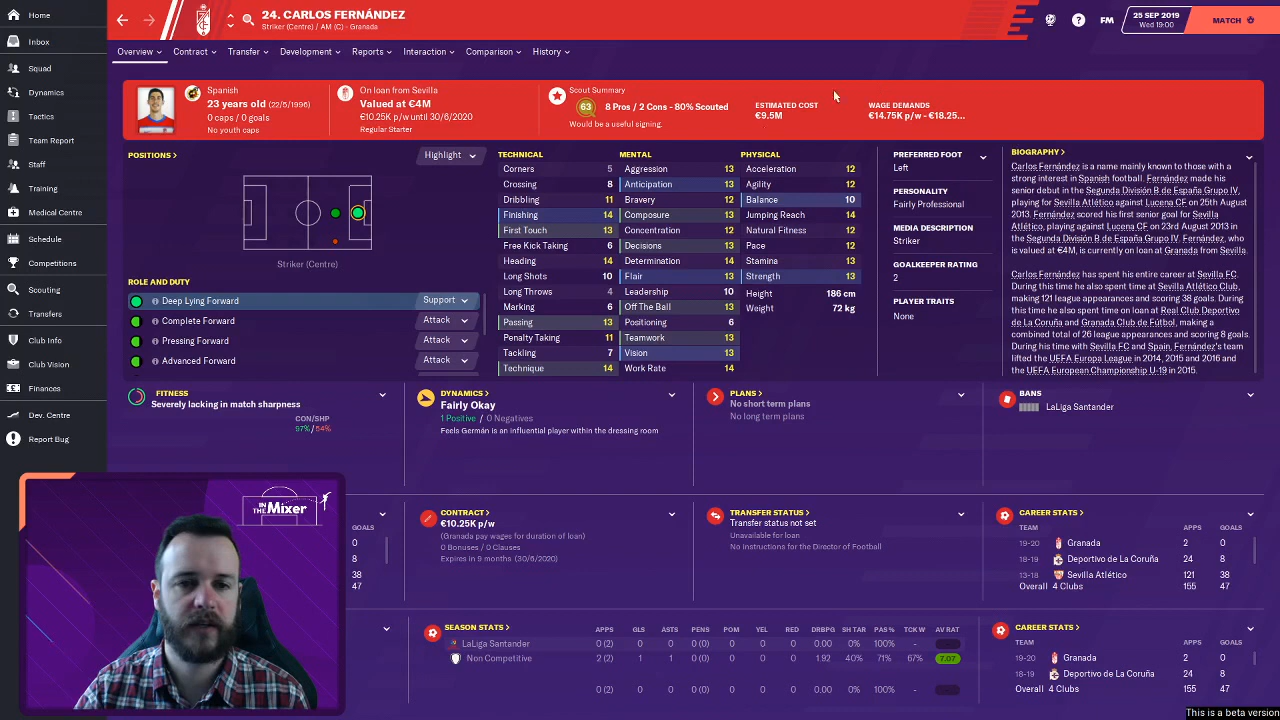 24. CARLOS FERNÁNDEZ
Striker (Centre) / AM (C) - Granada
FM
25 SEP 2019
Wed 19:00
MATCH
Home
Inbox
Squad
Dynamics
Tactics
Staff
Training
Medical Centre
Schedule
Competitions
Scouting
Finances
Dev. Centre
Report Bug
Overview
Contract
Transfer
Development
Reports
Interaction
Comparison
History
Spanish
23 years old (22/5/1996)
0 caps / 0 goals
No youth caps
On loan from Sevilla
Valued at €4M
€10.25K p/w until 30/6/2020
Regular Starter
Scout Summary
63
8 Pros / 2 Cons - 80% Scouted
Would be a useful signing.
ESTIMATED COST
€9.5M
WAGE DEMANDS
€14.75K p/w - €18.25...
POSITIONS >
Highlight
Striker (Centre)
ROLE AND DUTY
Deep Lying Forward Support
Complete Forward Attack
Pressing Forward Attack
Advanced Forward Attack
TECHNICAL
Corners 5
Crossing 8
Dribbling 11
Finishing 14
First Touch 13
Free Kick Taking 6
Heading 14
Long Shots 10
Long Throws 4
Marking 6
Passing 13
Penalty Taking 11
Tackling 7
Technique 14
MENTAL
Aggression 13
Anticipation 13
Bravery 12
Composure 13
Concentration 12
Decisions 13
Determination 14
Flair 13
Leadership 10
Off The Ball 13
Positioning 6
Teamwork 13
Vision 13
Work Rate 14
PHYSICAL
Acceleration 12
Agility 12
Balance 10
Jumping Reach 14
Natural Fitness 12
Pace 12
Stamina 13
Strength 13
Height 186 cm
Weight 72 kg
PREFERRED FOOT
Left
PERSONALITY
Fairly Professional
MEDIA DESCRIPTION
Striker
GOALKEEPER RATING
2
PLAYER TRAITS
None
BIOGRAPHY >
Carlos Fernández is a name mainly known to those with a
strong interest in Spanish football. Fernández made his
senior debut in the Segunda División B de España Grupo IV,
playing for Sevilla Atlético against Lucena CF on 25th August
2013. Fernández scored his first senior goal for Sevilla
Atlético, playing against Lucena CF on 23rd August 2013 in
the Segunda División B de España Grupo IV. Fernández, who
is valued at €4M, is currently on loan at Granada from Sevilla.
Carlos Fernández has spent his entire career at Sevilla FC.
During this he also spent time on Sevilla Atlético Club,
making 121 league appearances and scoring 38 goals. During
this time he also spent time on loan at Real Club Deportivo
de La Coruña and Granada Club de Fútbol, making a
combined total of 26 league appearances and scoring 8 goals.
During his time with Sevilla FC and Spain, Fernández's team
lifted the UEFA Europa League in 2014, 2015 and 2016 and
the UEFA European Championship U-19 in 2015.
FITNESS >
Severely lacking in match sharpness
CON/SHP
97%/ 54%
DYNAMICS >
Fairly Okay
1 Positive / 0 Negatives
Feels Germán is an influential player within the dressing room
PLANS >
No short term plans
No long term plans
BANS
LaLiga Santander
GOALS
0
8
38
47
CONTRACT >
€10.25K p/w
(Granada pay wages for duration of loan)
0 Bonuses / 0 Clauses
Expires in 9 months (30/6/2020)
TRANSFER STATUS >
Transfer status not set
Unavailable for loan
No instructions for the Director of Football
CAREER STATS >
TEAM APPS GOALS
19-20 Granada 2 0
18-19 Deportivo de La Coruña 24 8
13-18 Sevilla Atlético 121 38
Overall 4 Clubs 155 47
SEASON STATS >
APPS GLS ASTS PENS POM YEL RED DRBPG SH TAR PAS % TCK W AV RAT
LaLiga Santander 0 (2) 0 0 0 (0) 0 0 0 0.00 0% 100% -
Non Competitive 2 (2) 1 1 0 (0) 0 0 0 1.92 40% 71% 67% 7.07
0 (2) 0 0 0 (0) 0 0 0 0.00 0% 100% -
CAREER STATS >
TEAM APPS GOALS
19-20 Granada 2 0
18-19 Deportivo de La Coruña 24 8
Overall 4 Clubs 155 47
IN THE Mixer
This is a beta version